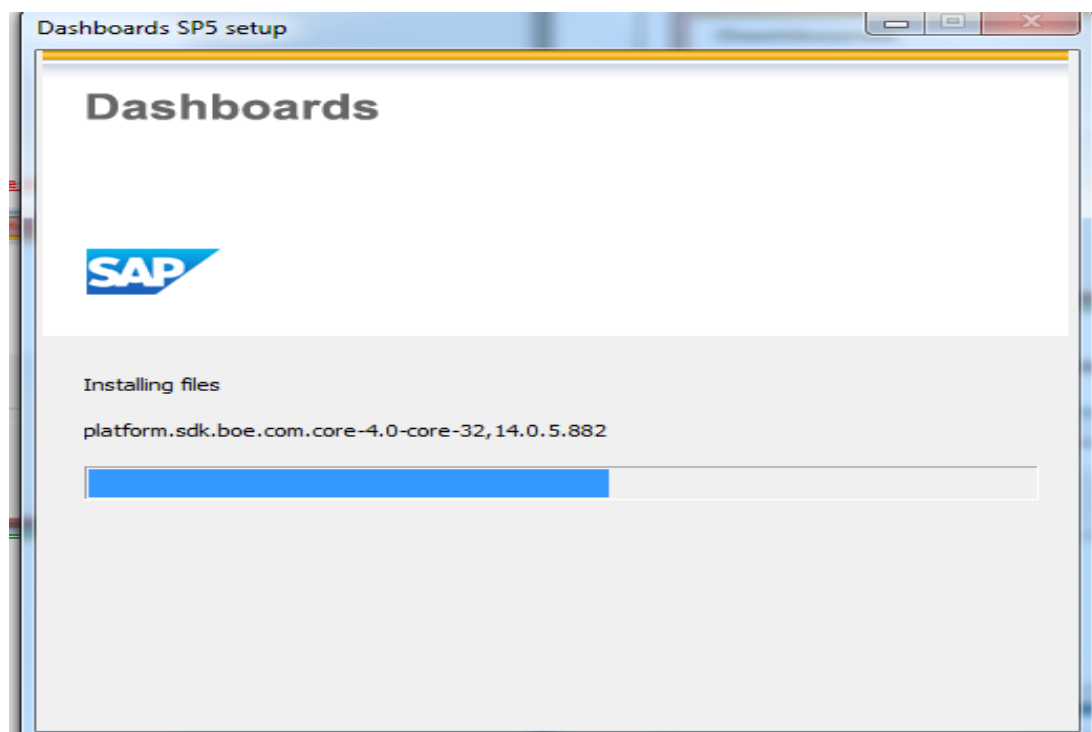 Dashboards SP5 setup
Dashboards
SAP
Installing files
platform.sdk.boe.com.core-4.0-core-32,14.0.5.882